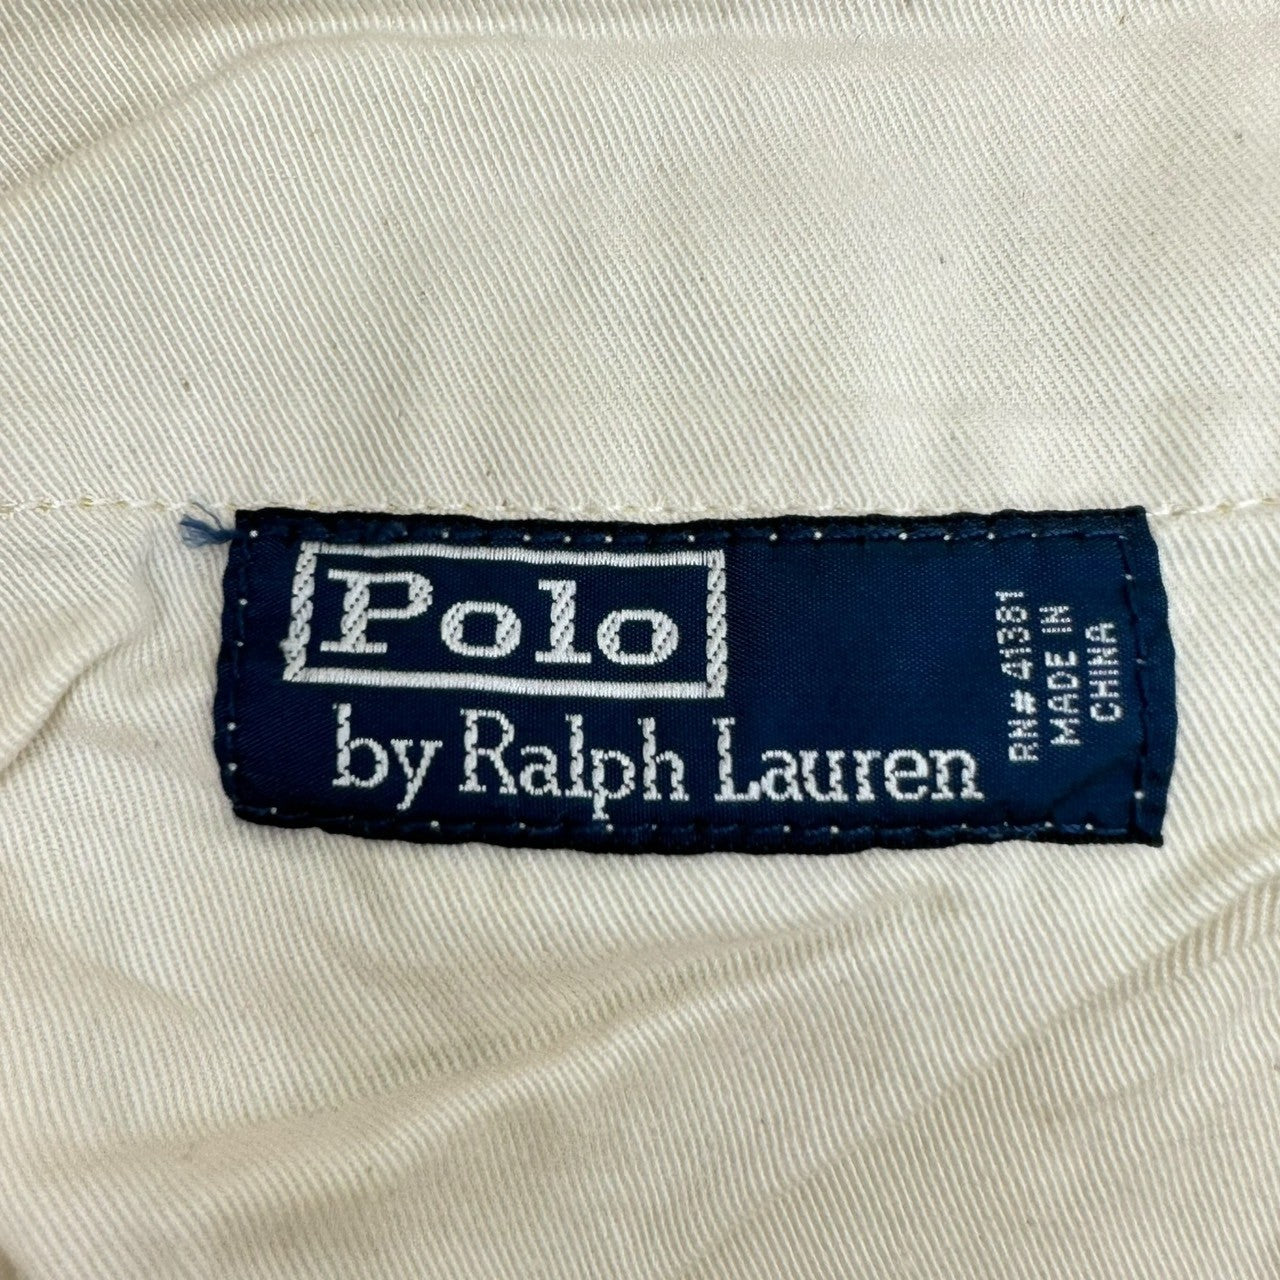 Polo
by Ralph Lauren
RN# 41381
MADE IN
CHINA